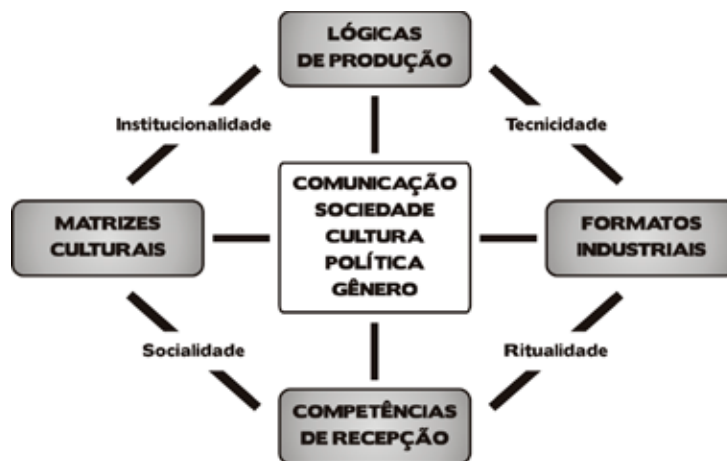 LÓGICAS
DE PRODUÇÃO
Institucionalidade
Tecnicidade
MATRIZES
CULTURAIS
COMUNICAÇÃO
SOCIEDADE
CULTURA
POLÍTICA
GÊNERO
FORMATOS
INDUSTRIAIS
Socialidade
Ritualidade
COMPETÊNCIAS
DE RECEPÇÃO